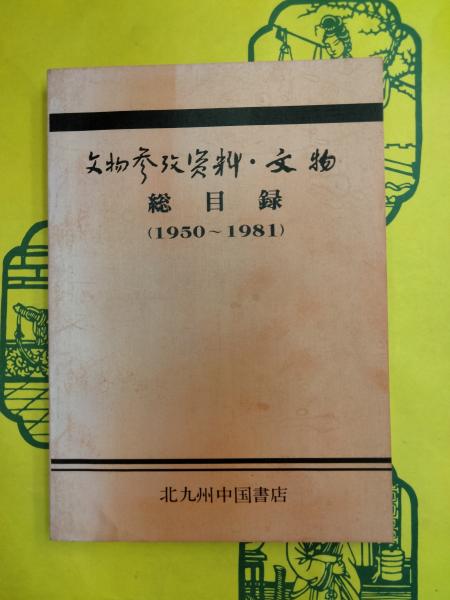 文物参考资料·文物
総目録
(1950~1981)
北九州中国書店